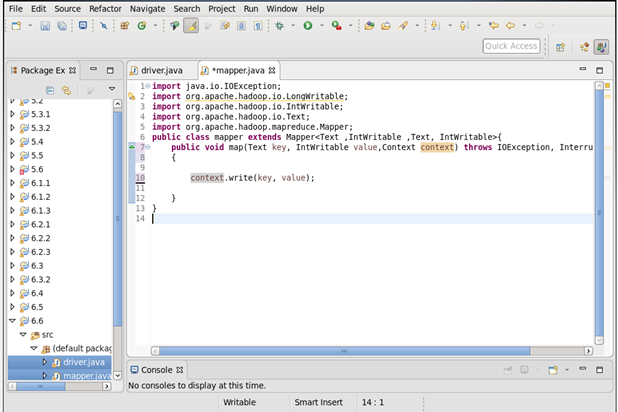 File Edit Source Refactor Navigate Search Project Run Window Help
Quick Access
Package Ex
driver.java
*mapper.java
5.2
5.3.1
5.3.2
5.4
5.5
5.6
6.1.1
6.1.2
6.1.3
6.2.1
6.2.2
6.2.3
6.3
6.3.2
6.4
6.5
6.6
src
(default packag
driver.java
mapper.java
1 import java.io.IOException;
2 import org.apache.hadoop.io.LongWritable;
3 import org.apache.hadoop.io.IntWritable;
4 import org.apache.hadoop.io.Text;
5 import org.apache.hadoop.mapreduce.Mapper;
6 public class mapper extends Mapper<Text ,IntWritable ,Text, IntWritable>{
7 public void map(Text key, IntWritable value,Context context) throws IOException, Interru
8 {
9
10 context.write(key, value);
11
12 }
13 }
14
Console
No consoles to display at this time.
Writable Smart Insert 14 : 1